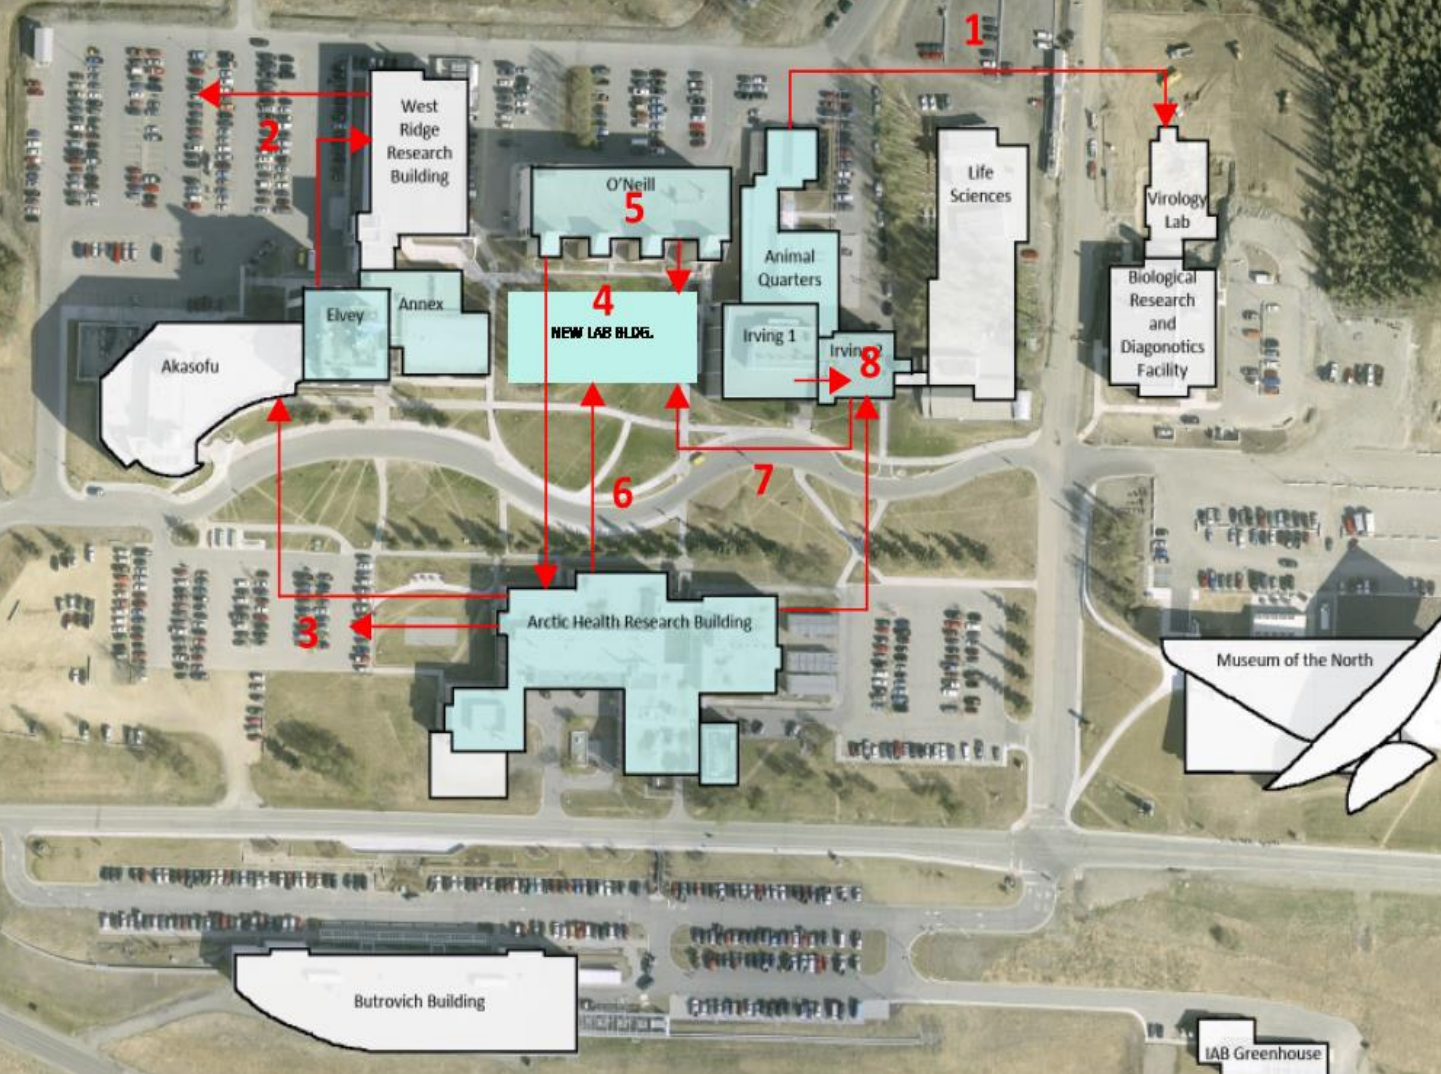 1
2
West
Ridge
Research
Building
O'Neill
5
Life
Sciences
Virology
Lab
Animal
Quarters
Biological
Research
and
Diagonotics
Facility
4
Annex
Elvey
NEW LAB BLDG.
Irving 1
8
Akasofu
7
6
3
Arctic Health Research Building
Museum of the North
Butrovich Building
IAB Greenhouse